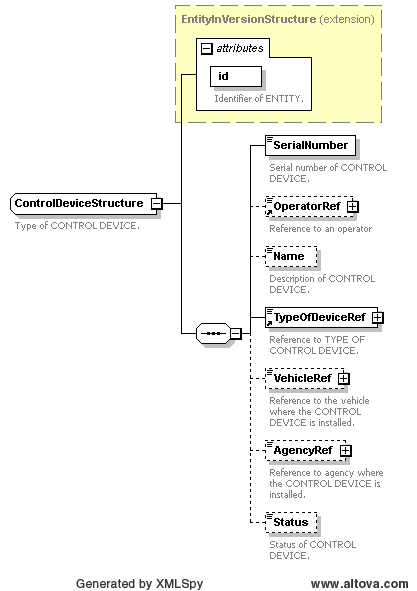 EntityInVersionStructure (extension)
attributes
id
Identifier of ENTITY.
ControlDeviceStructure
Type of CONTROL DEVICE.
SerialNumber
Serial number of CONTROL
DEVICE.
OperatorRef
Reference to an operator
Name
Description of CONTROL
DEVICE.
TypeOfDeviceRef
Reference to TYPE OF
CONTROL DEVICE.
VehicleRef
Reference to the vehicle
where the CONTROL
DEVICE is installed.
AgencyRef
Reference to agency where
the CONTROL DEVICE is
installed.
Status
Status of CONTROL
DEVICE.
Generated by XMLSpy
www.altova.com